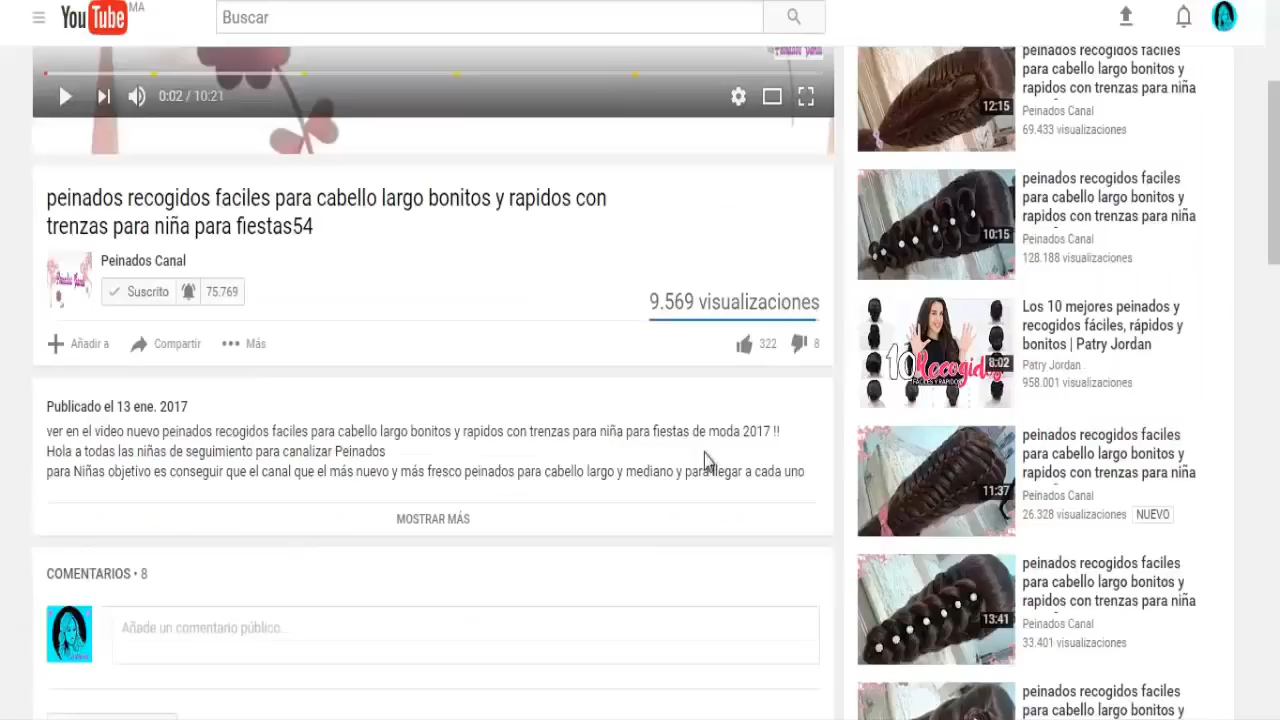 YouTube MA
Buscar
0:02 / 10:21
peinados recogidos faciles para cabello largo bonitos y rapidos con
trenzas para niña para fiestas54
Peinados Canal
Suscrito 75.769
9.569 visualizaciones
Añadir a Compartir Más 322 8
Publicado el 13 ene. 2017
ver en el video nuevo peinados recogidos faciles para cabello largo bonitos y rapidos con trenzas para niña para fiestas de moda 2017 !!
Hola a todas las niñas de seguimiento para canalizar Peinados
para Niñas objetivo es conseguir que el canal que el más nuevo y más fresco peinados para cabello largo y mediano y para llegar a cada uno
MOSTRAR MÁS
COMENTARIOS • 8
Añade un comentario público...
peinados recogidos faciles
para cabello largo bonitos y
rapidos con trenzas para niña
12:15
Peinados Canal
69.433 visualizaciones
peinados recogidos faciles
para cabello largo bonitos y
rapidos con trenzas para niña
10:15
Peinados Canal
128.188 visualizaciones
10 Recogidos
FÁCILES Y RÁPIDOS
8:02
Los 10 mejores peinados y
recogidos fáciles, rápidos y
bonitos | Patry Jordan
Patry Jordan
958.001 visualizaciones
peinados recogidos faciles
para cabello largo bonitos y
rapidos con trenzas para niña
11:37
Peinados Canal
26.328 visualizaciones NUEVO
peinados recogidos faciles
para cabello largo bonitos y
rapidos con trenzas para niña
13:41
Peinados Canal
33.401 visualizaciones
peinados recogidos faciles
para cabello largo bonitos y